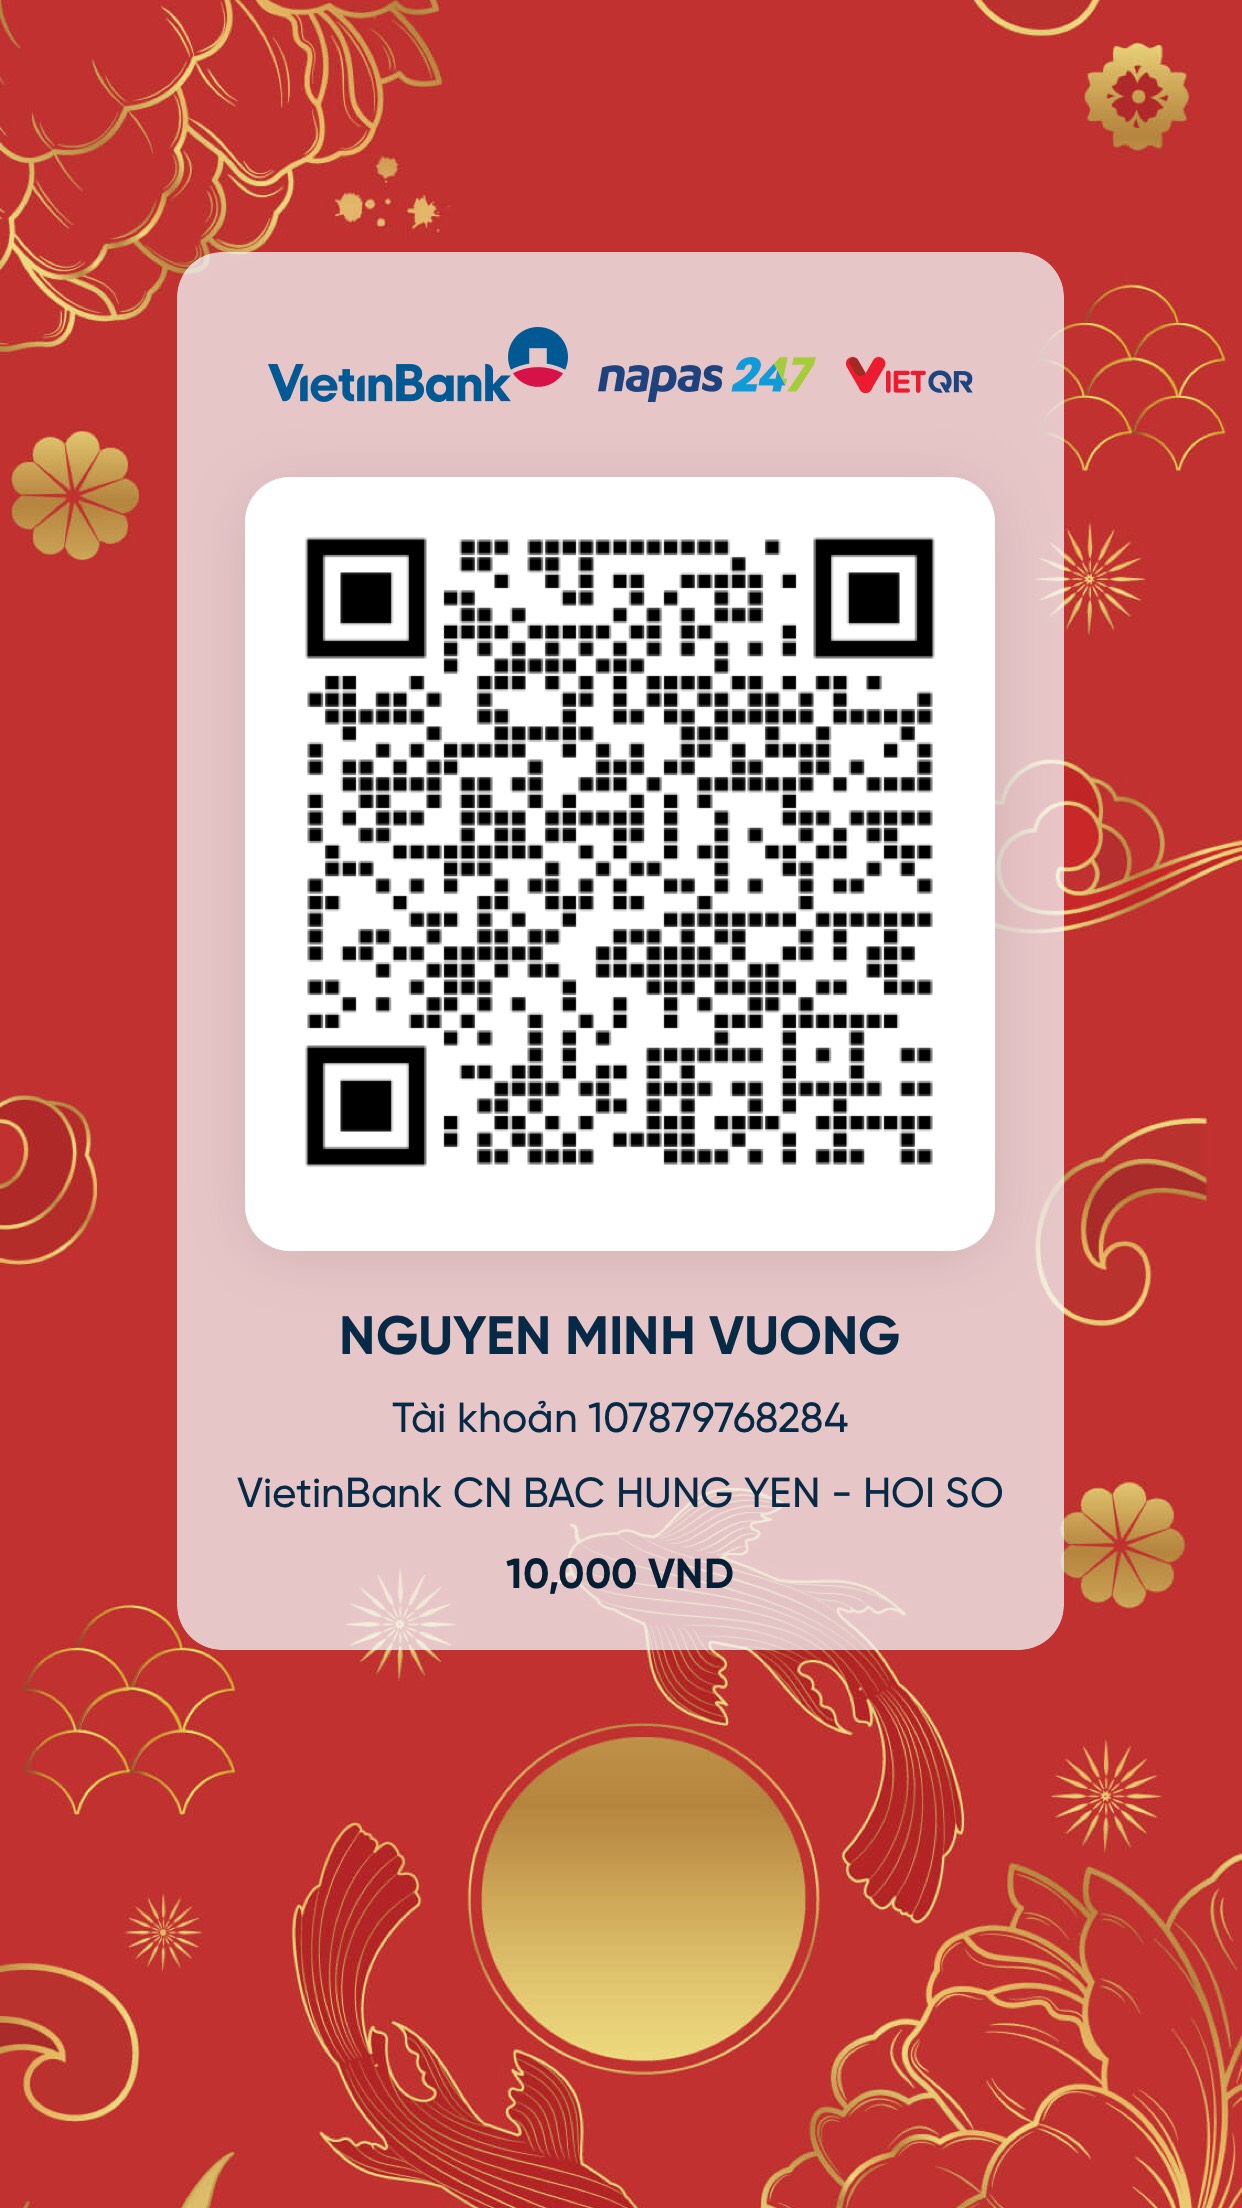 VietinBank napas 247 VIETQR
NGUYEN MINH VUONG
Tài khoản 107879768284
VietinBank CN BAC HUNG YEN - HOI SO
10,000 VND